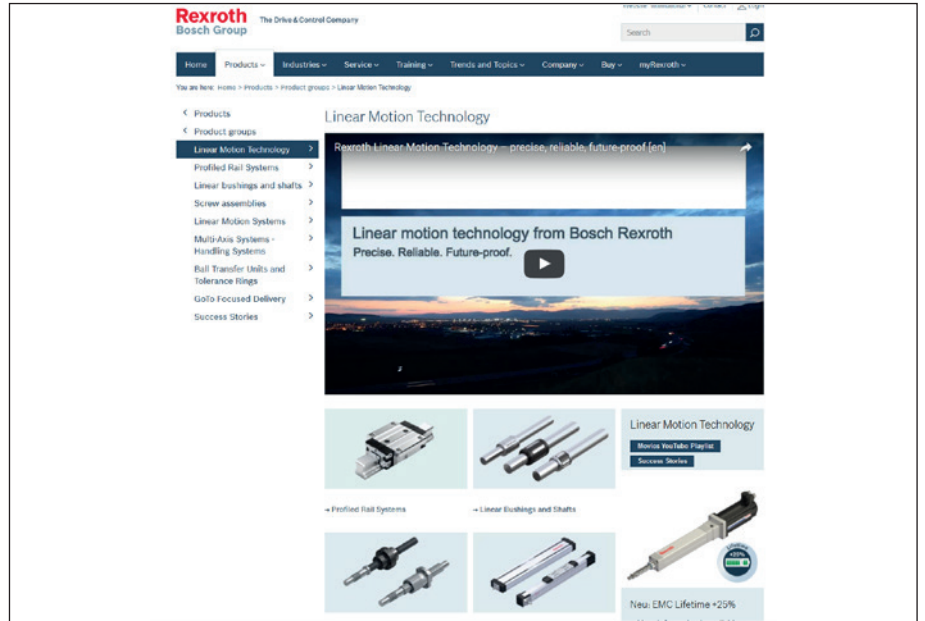 Rexroth
Bosch Group
The Drive & Control Company
Contact
Login
Search
Home Products Industries Service Training Trends and Topics Company Buy myRexroth
You are here: Home > Products > Product groups > Linear Motion Technology
Products
Product groups
Linear Motion Technology
Profiled Rail Systems
Linear bushings and shafts
Screw assemblies
Linear Motion Systems
Multi-Axis Systems -
Handling Systems
Ball Transfer Units and
Tolerance Rings
GoTo Focused Delivery
Success Stories
Linear Motion Technology
Rexroth Linear Motion Technology – precise, reliable, future-proof [en]
Linear motion technology from Bosch Rexroth
Precise. Reliable. Future-proof.
→ Profiled Rail Systems
→ Linear Bushings and Shafts
Linear Motion Technology
Movies YouTube Playlist
Success Stories
Rexroth
Lifetime
+25%
Neu: EMC Lifetime +25%